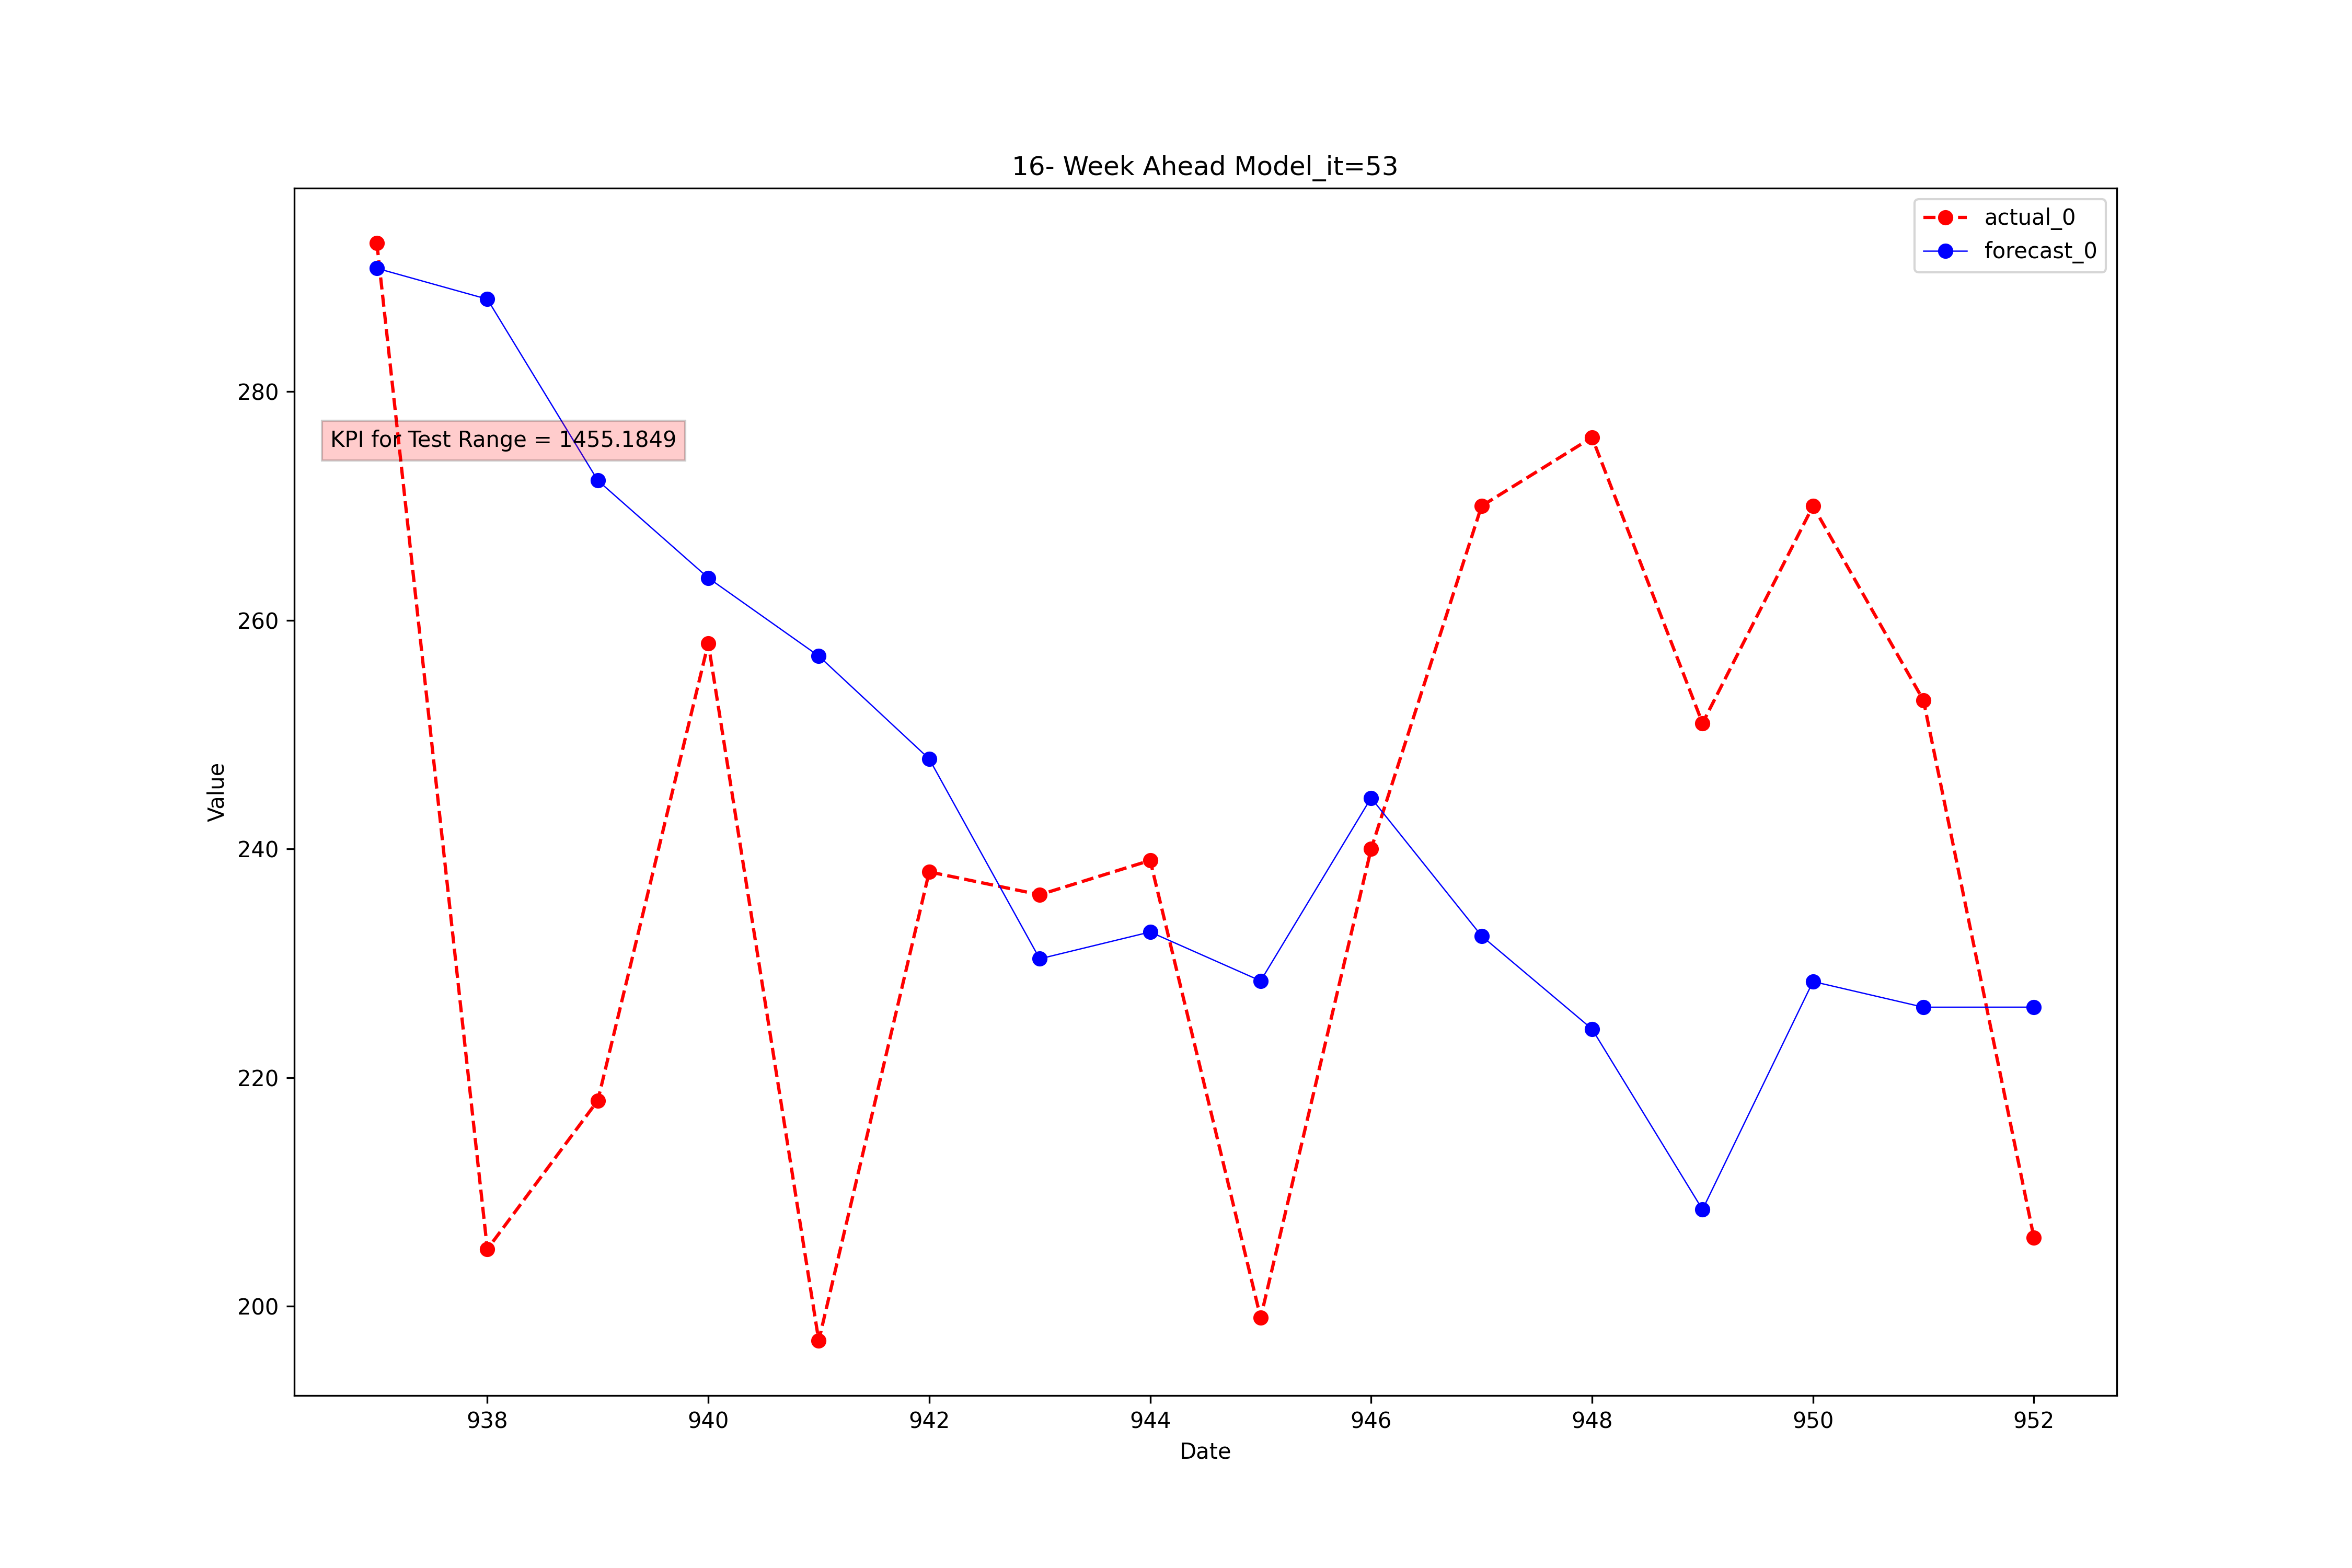 16- Week Ahead Model_it=53
actual_0
forecast_0
KPI for Test Range = 1455.1849
Value
280
260
240
220
200
938 940 942 944 946 948 950 952
Date